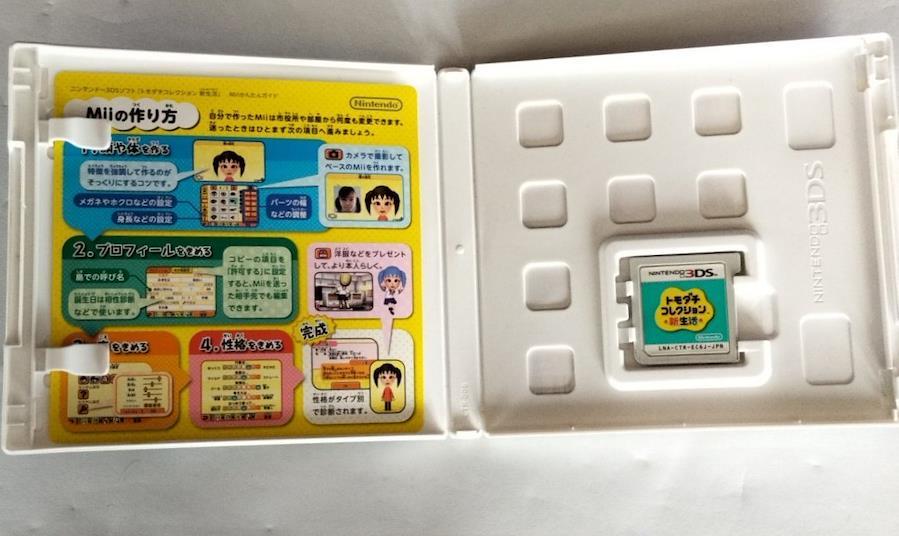 ニンテンドー3DSソフト「トモダチコレクション 新生活」 Miiかんたんガイド
Nintendo
Miiの作り方
自分で作ったMiiは市役所や部屋から何度も変更できます。
迷ったときはひとまず次の項目へ進みましょう。
や体を作る
特徴を強調して作るのが
そっくりにするコツです。
メガネやホクロなどの設定
身長などの設定
パーツの幅
などの調整
カメラで撮影して
ベースのMiiを作れます。
2. プロフィールをきめる
島での呼び名
誕生日は相性診断
などで使います。
コピーの項目を
「許可する」に設定
すると、Miiを送っ
た相手先でも編集
できます。
洋服などをプレゼント
して、より本人らしく。
をきめる
4. 性格をきめる
完成
性格がタイプ別
で診断されます。
NINTENDO 3DS
NINTENDO 3DS
トモダチ
コレクション
新生活
Nintendo
LNA-CTR-EC6J-JPN